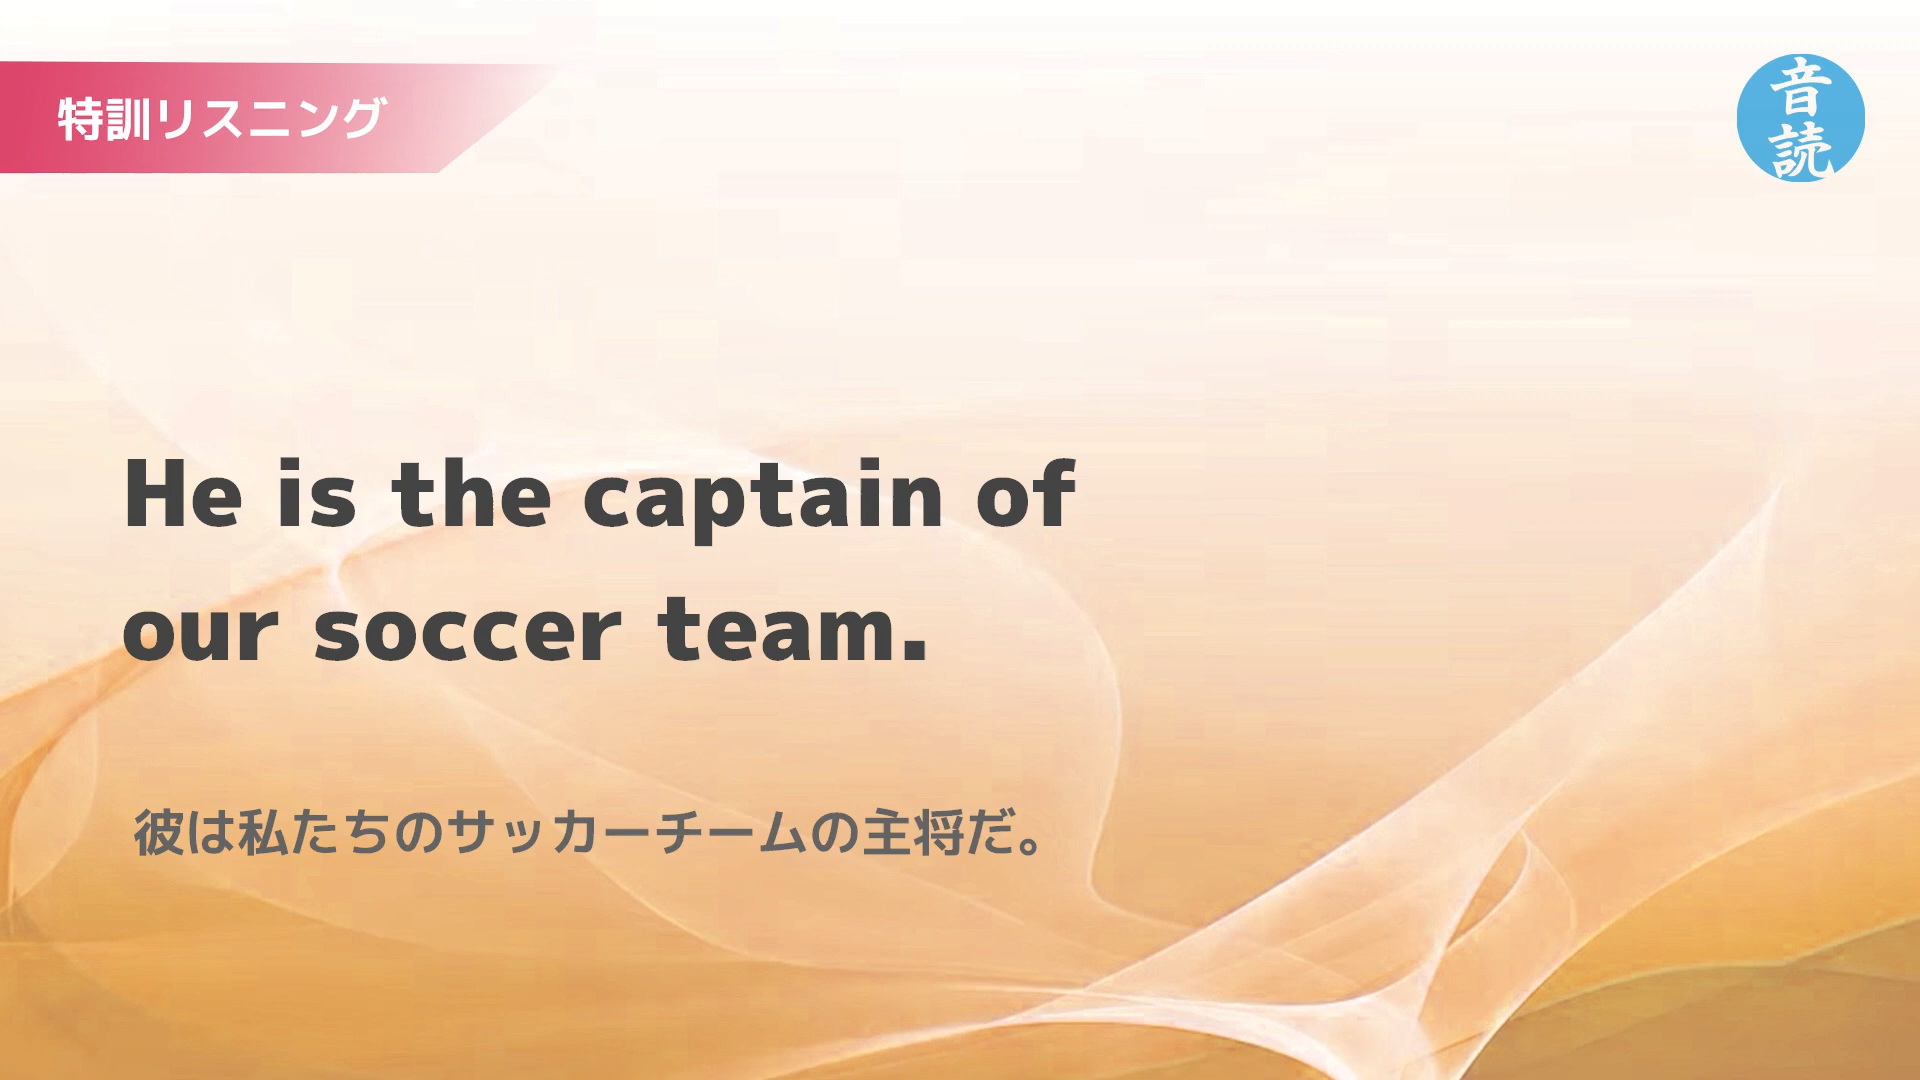 特訓リスニング
音
読
He is the captain of
our soccer team.
彼は私たちのサッカーチームの主将だ。